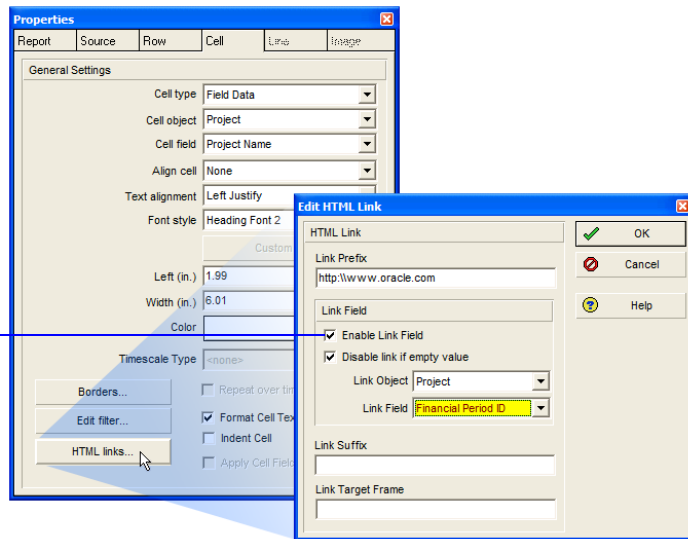 Properties
Report Source Row Cell Line Image
General Settings
Cell type Field Data
Cell object Project
Cell field Project Name
Align cell None
Text alignment Left Justify
Font style Heading Font 2
Custom
Left (in.) 1.99
Width (in.) 6.01
Color
Timescale Type <none>
Borders...
Repeat over tim
Edit filter...
Format Cell Tex
Indent Cell
HTML links...
Apply Cell Field
Edit HTML Link
HTML Link
OK
Link Prefix
http:\\www.oracle.com
Cancel
Link Field
Help
Enable Link Field
Disable link if empty value
Link Object Project
Link Field Financial Period ID
Link Suffix
Link Target Frame